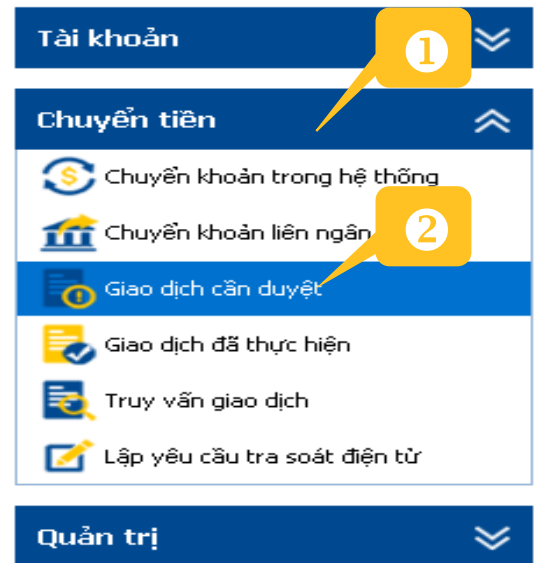 Tài khoản
1
Chuyển tiền
Chuyển khoản trong hệ thống
Chuyển khoản liên ngân
2
Giao dịch cần duyệt
Giao dịch đã thực hiện
Truy vấn giao dịch
Lập yêu cầu tra soát điện tử
Quản trị